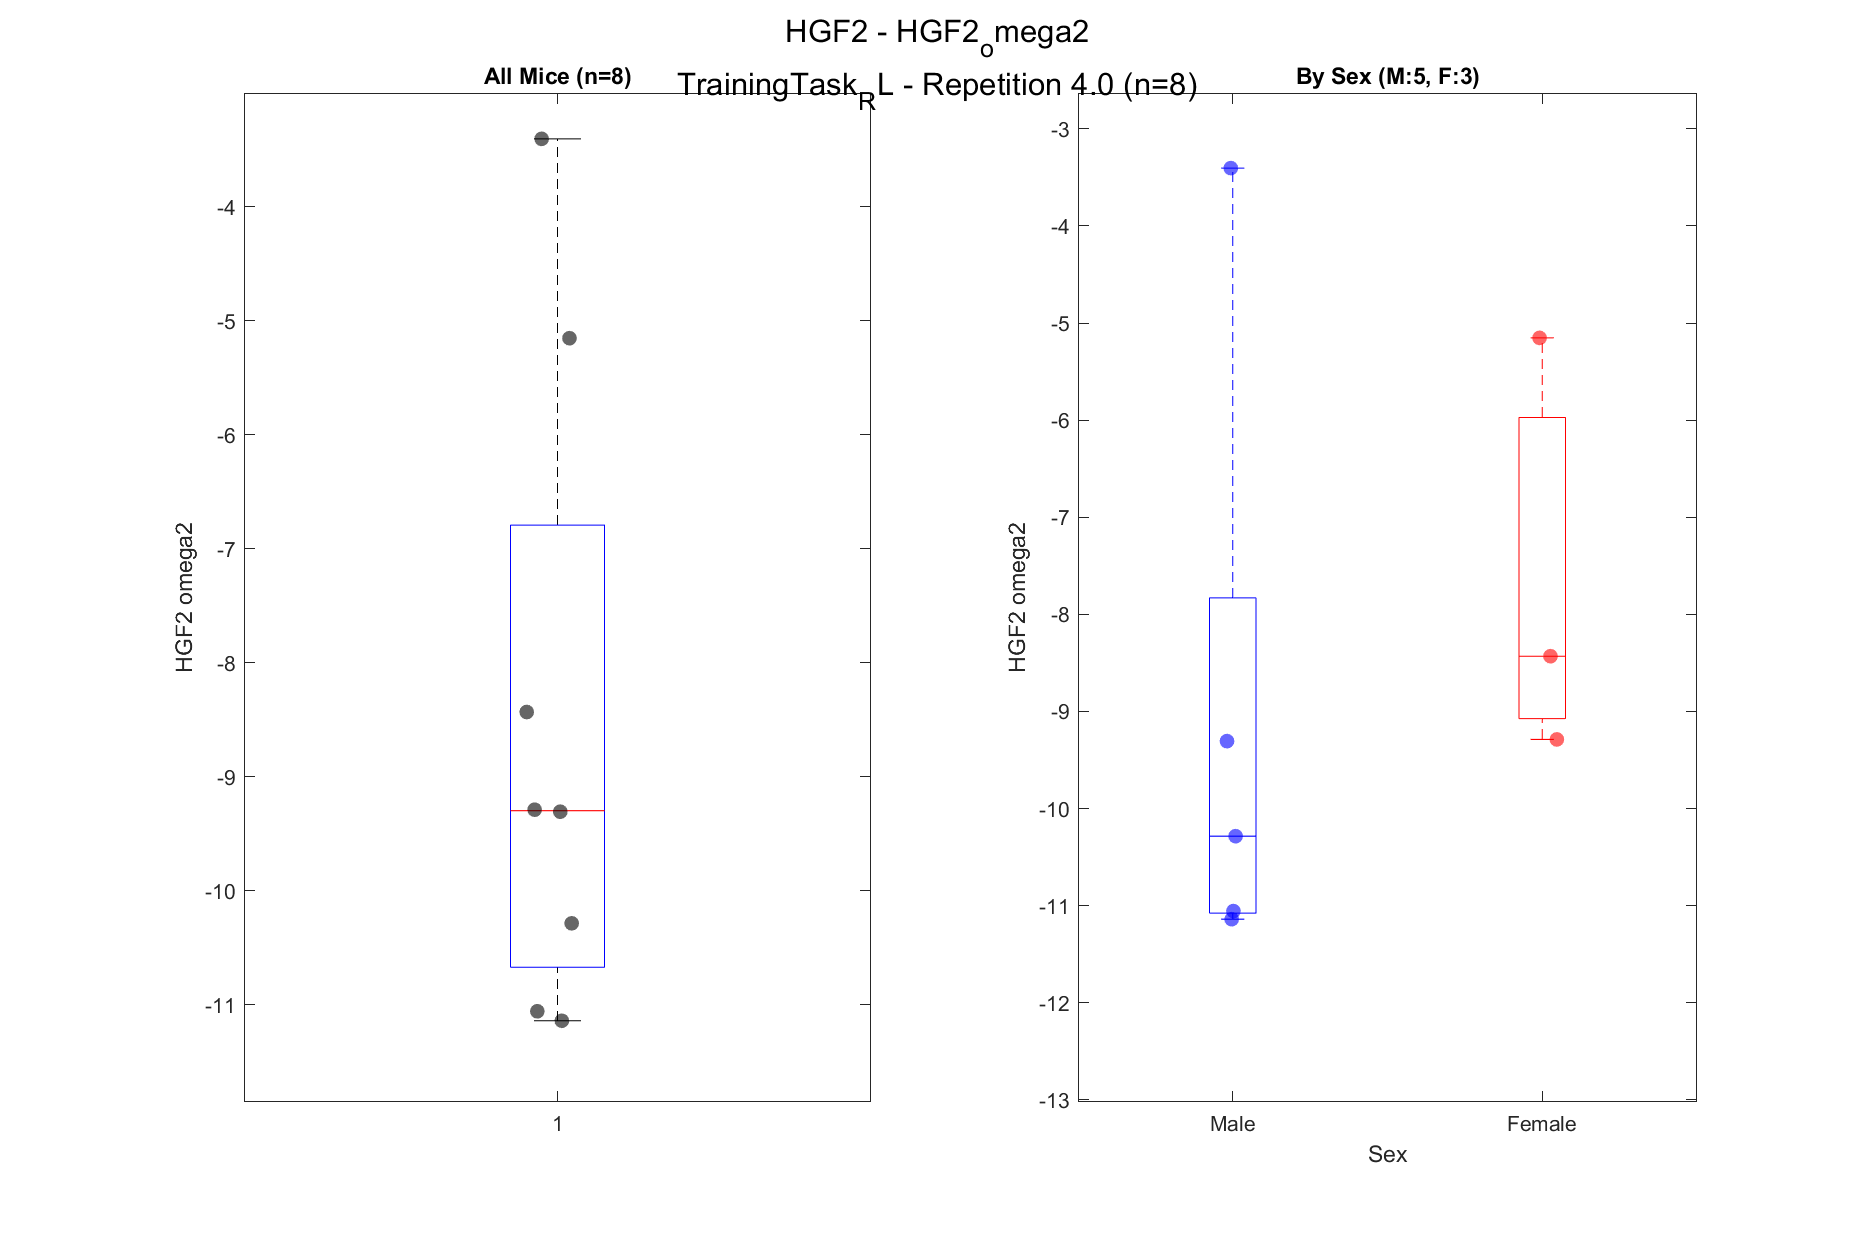 HGF2 - HGF2_omega2
TrainingTask_RL - Repetition 4.0 (n=8)
All Mice (n=8)
HGF2 omega2
-4
-5
-6
-7
-8
-9
-10
-11
1
By Sex (M:5, F:3)
HGF2 omega2
-3
-4
-5
-6
-7
-8
-9
-10
-11
-12
-13
Male
Female
Sex